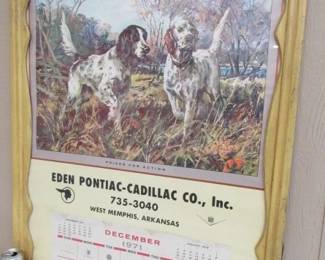 POISED FOR ACTION
EDEN PONTIAC-CADILLAC CO., Inc.
735-3040
WEST MEMPHIS, ARKANSAS
DECEMBER
1971